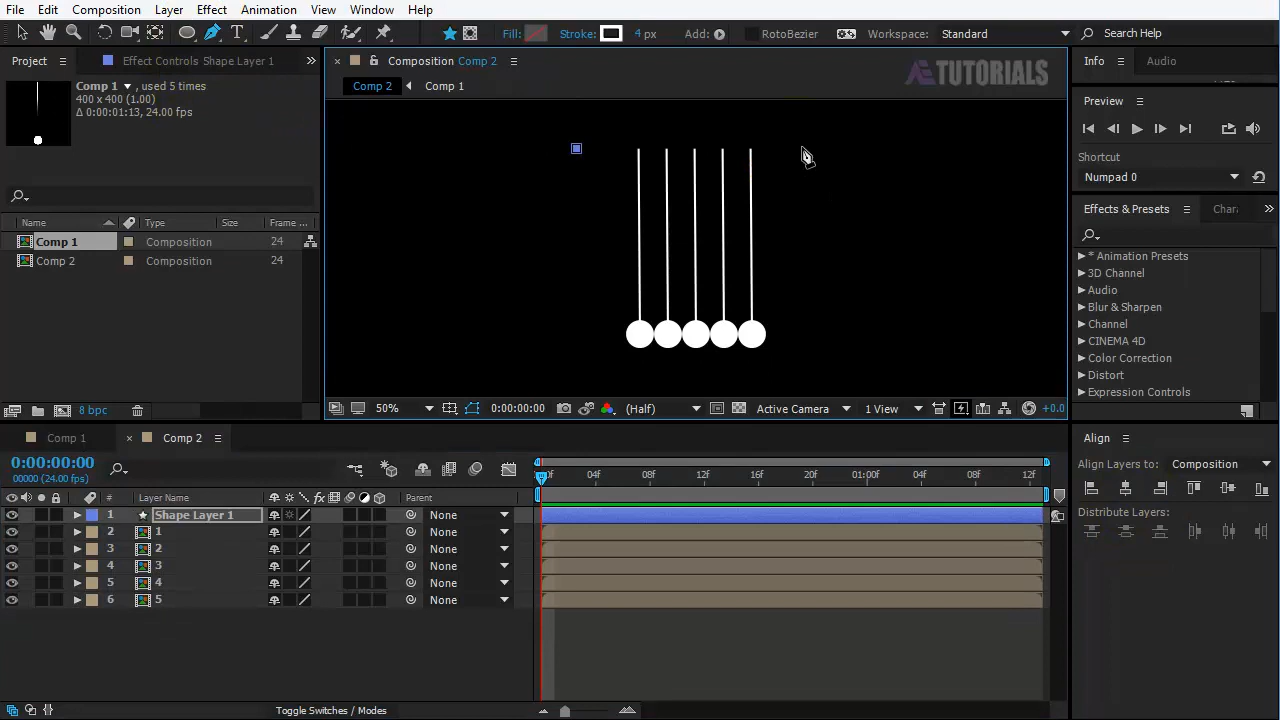 File Edit Composition Layer Effect Animation View Window Help
Fill: Stroke: 4 px Add: RotoBezier Workspace: Standard Search Help
Project Effect Controls Shape Layer 1 »
Comp 1 , used 5 times
400 x 400 (1.00)
Δ 0:00:01:13, 24.00 fps
Name Type Size Frame ...
Comp 1 Composition 24
Comp 2 Composition 24
8 bpc
× Composition Comp 2
Comp 2 Comp 1
AE TUTORIALS
50% 0:00:00:00 (Half) Active Camera 1 View +0.0
Info Audio
Preview
Shortcut
Numpad 0
Effects & Presets Chara »
* Animation Presets
3D Channel
Audio
Blur & Sharpen
Channel
CINEMA 4D
Color Correction
Distort
Expression Controls
Comp 1 × Comp 2
0:00:00:00
00000 (24.00 fps)
04f 08f 12f 16f 20f 01:00f 04f 08f 12f
# Layer Name fx Parent
1 Shape Layer 1 None
2 1 None
3 2 None
4 3 None
5 4 None
6 5 None
Toggle Switches / Modes
Align
Align Layers to: Composition
Distribute Layers: